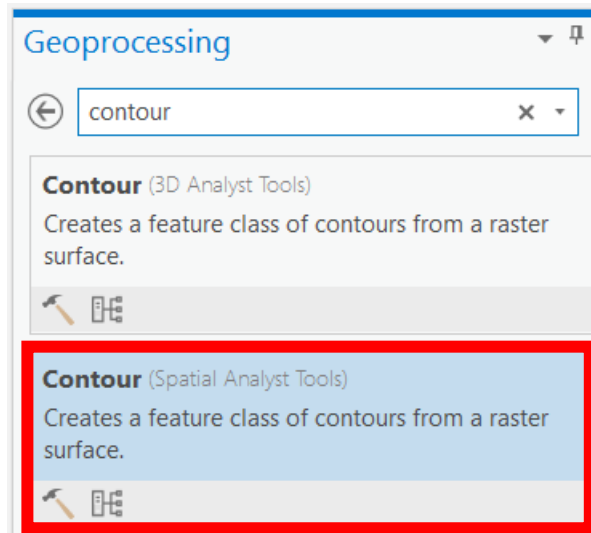 Geoprocessing
contour
Contour (3D Analyst Tools)
Creates a feature class of contours from a raster
surface.
Contour (Spatial Analyst Tools)
Creates a feature class of contours from a raster
surface.